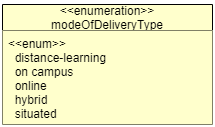 <<enumeration>>
modeOfDeliveryType
<<enum>>
distance-learning
on campus
online
hybrid
situated